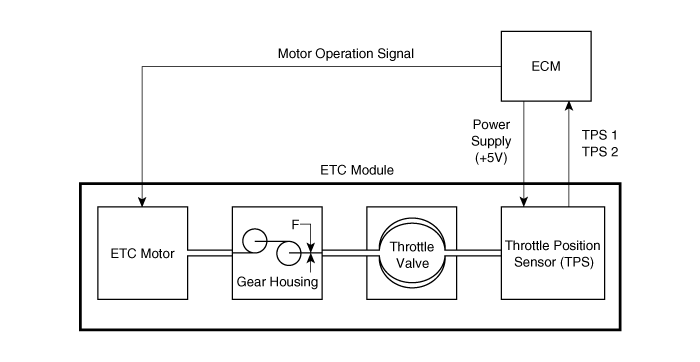 Motor Operation Signal
ECM
Power
Supply
(+5V)
TPS 1
TPS 2
ETC Module
ETC Motor
F
Gear Housing
Throttle
Valve
Throttle Position
Sensor (TPS)